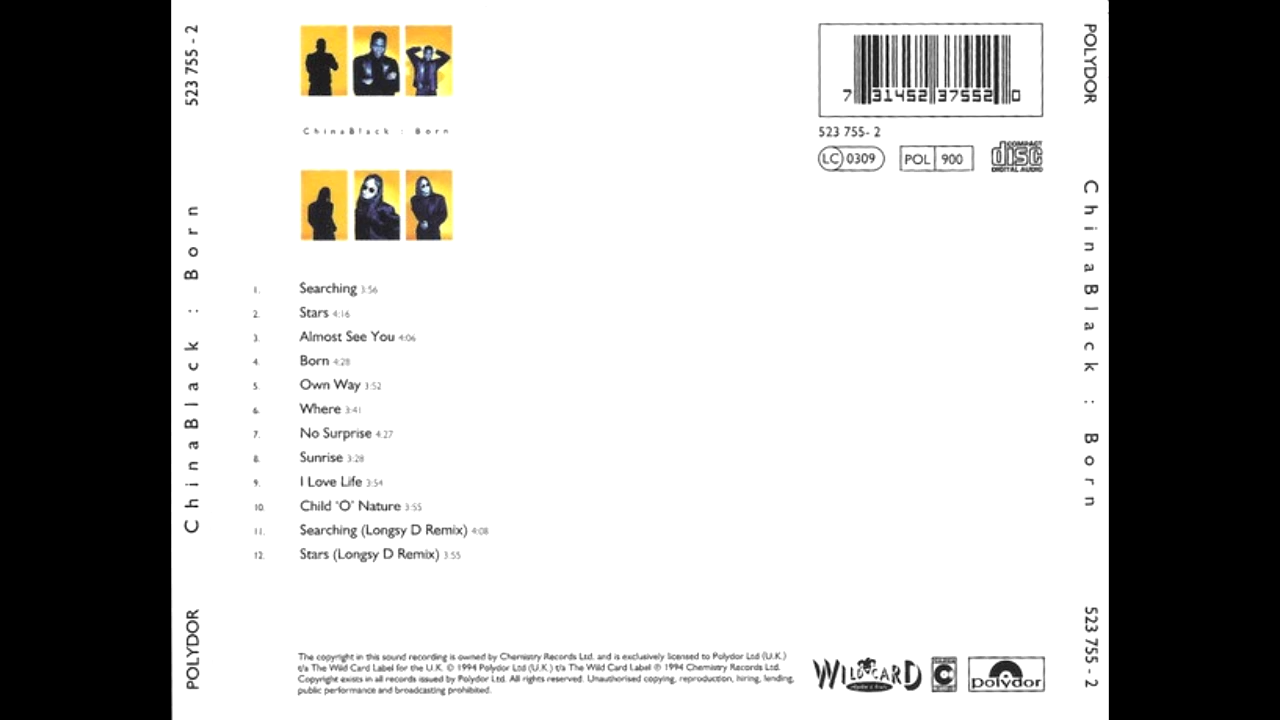 523 755 - 2
ChinaBlack : Born
POLYDOR
ChinaBlack : Born
7 31452 37552 0
523 755- 2
LC 0309
POL 900
COMPACT
disc
DIGITAL AUDIO
1. Searching 3:56
2. Stars 4:16
3. Almost See You 4:06
4. Born 4:28
5. Own Way 3:52
6. Where 3:41
7. No Surprise 4:27
8. Sunrise 3:28
9. I Love Life 3:54
10. Child 'O' Nature 3:55
11. Searching (Longsy D Remix) 4:08
12. Stars (Longsy D Remix) 3:55
The copyright in this sound recording is owned by Chemistry Records Ltd. and is exclusively licensed to Polydor Ltd (U.K.)
t/a The Wild Card Label for the U.K. © 1994 Polydor Ltd (U.K.) t/a The Wild Card Label ℗ 1994 Chemistry Records Ltd.
Copyright exists in all records issued by Polydor Ltd. All rights reserved. Unauthorised copying, reproduction, hiring, lending,
public performance and broadcasting prohibited.
WILD CARD
C
polydor
POLYDOR
ChinaBlack : Born
523 755 - 2